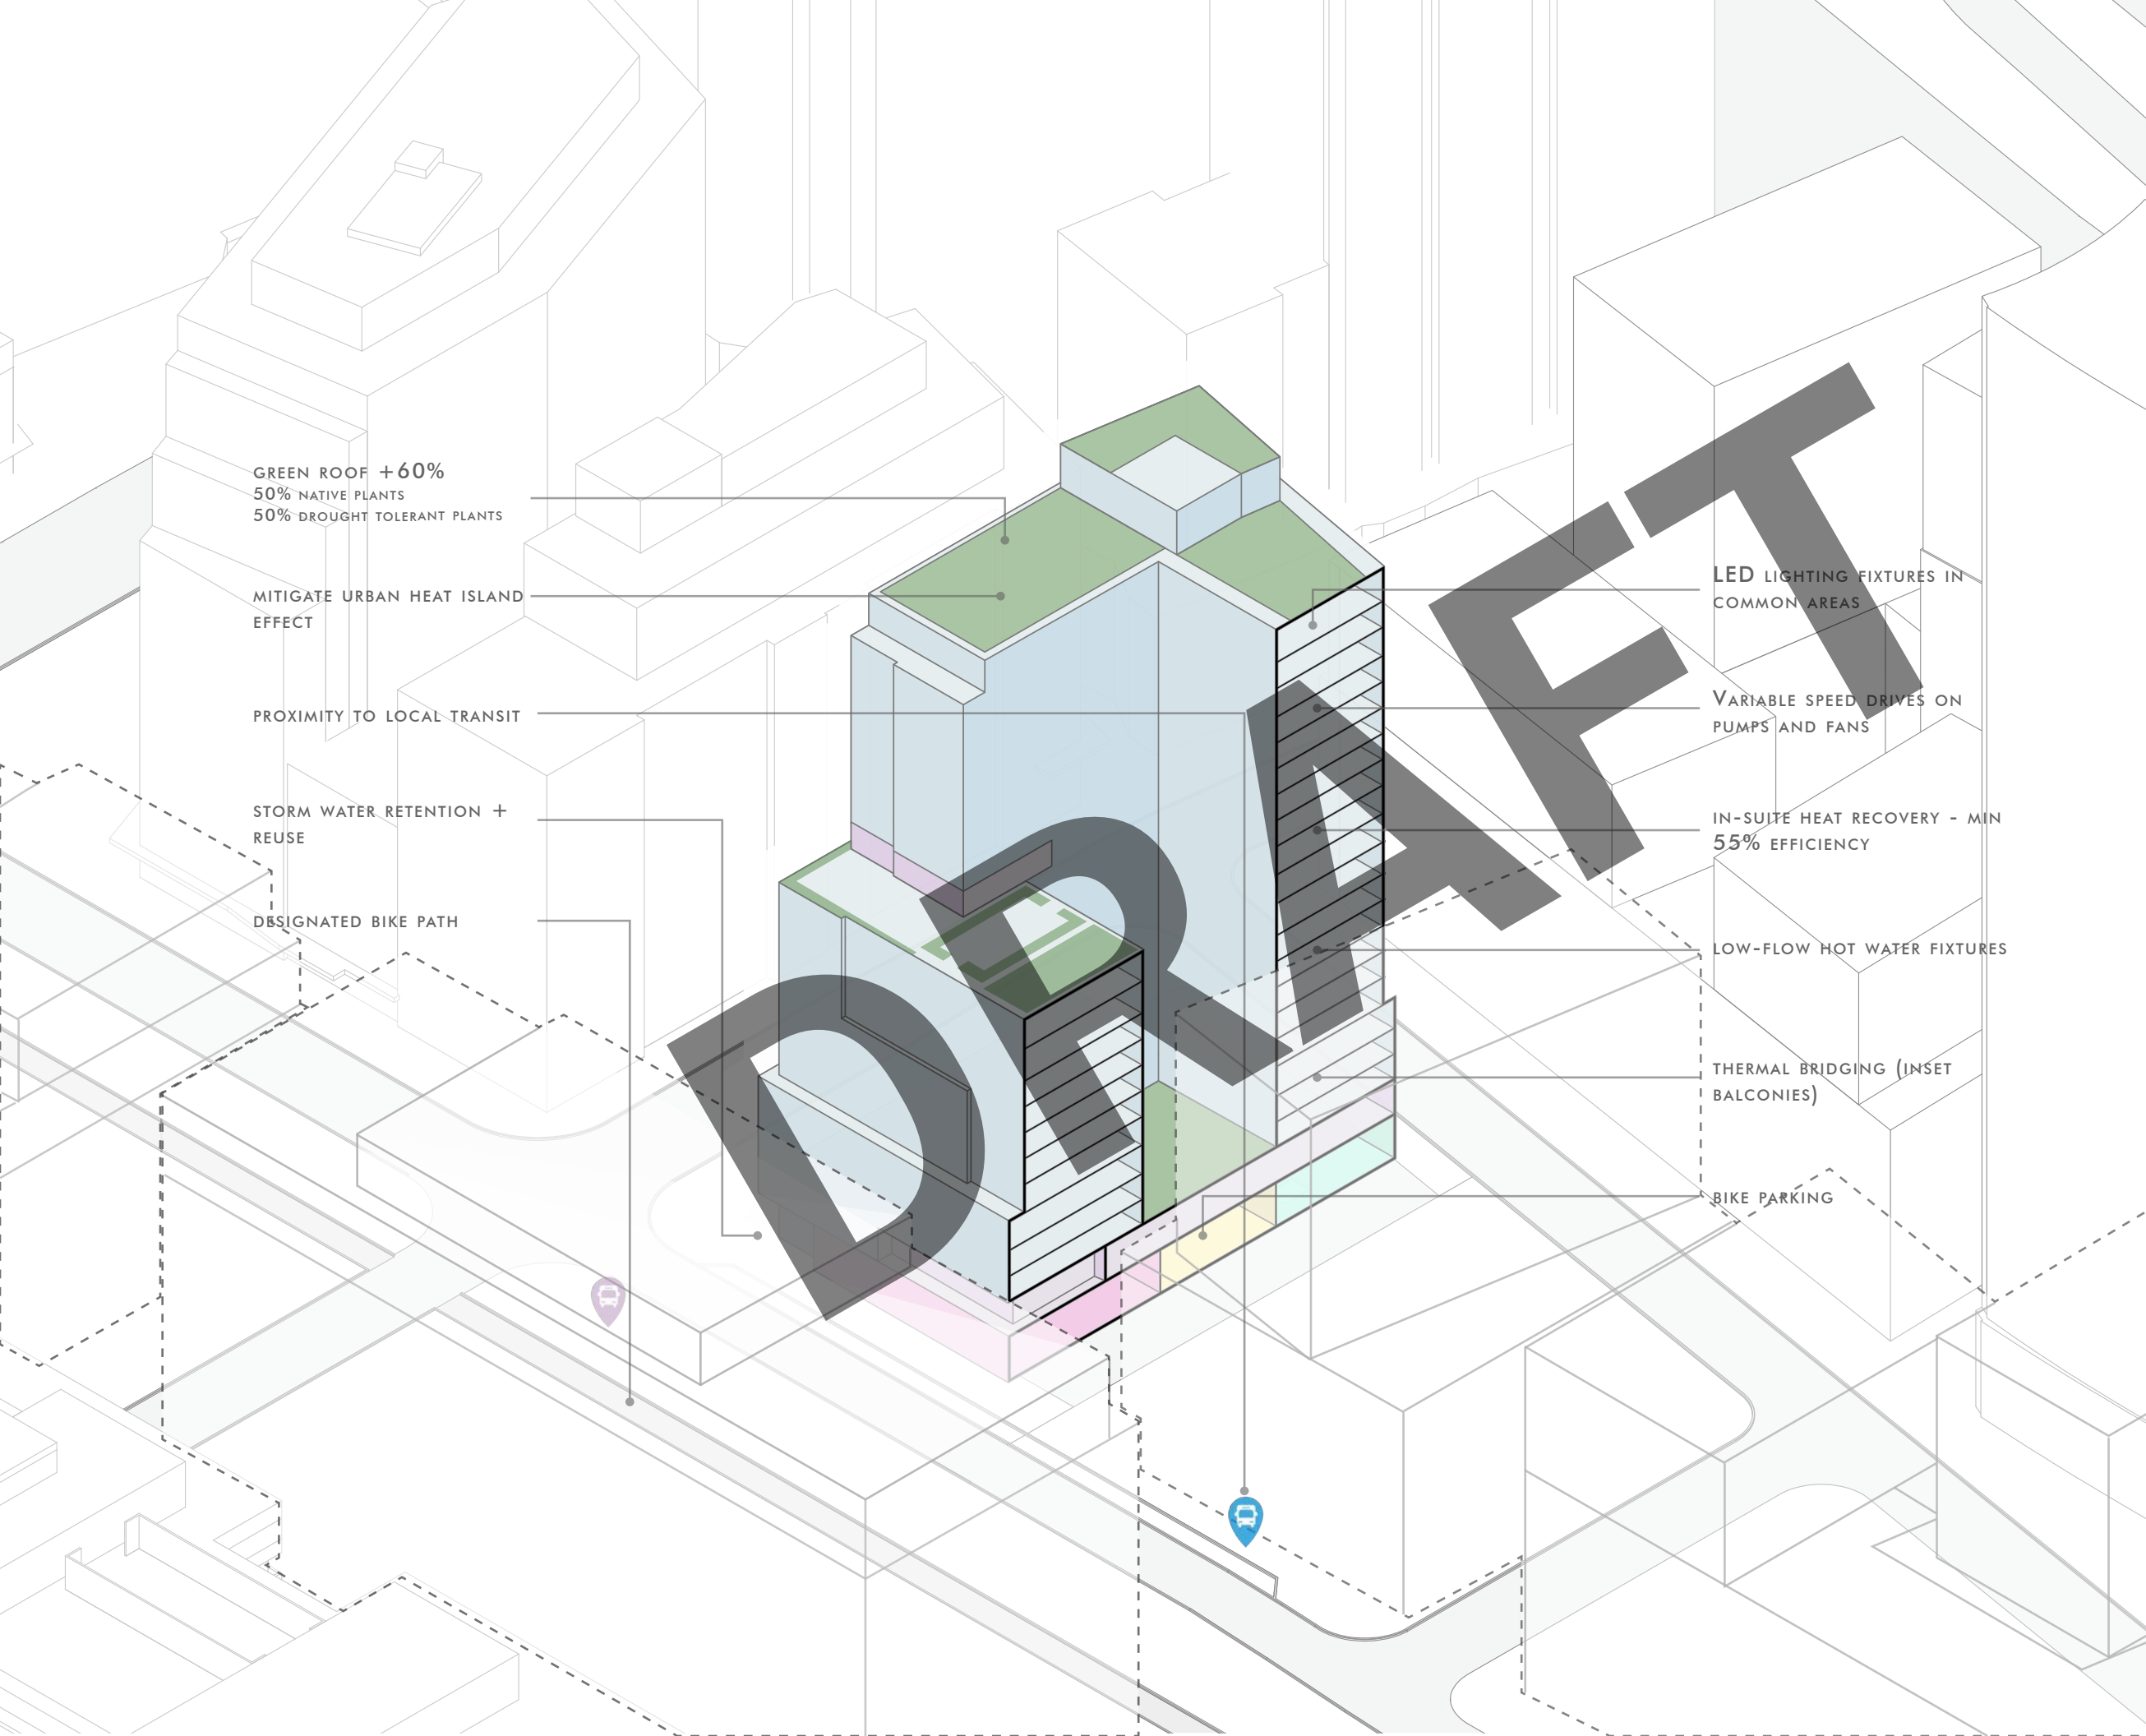 GREEN ROOF +60%
50% NATIVE PLANTS
50% DROUGHT TOLERANT PLANTS
MITIGATE URBAN HEAT ISLAND
EFFECT
PROXIMITY TO LOCAL TRANSIT
STORM WATER RETENTION +
REUSE
DESIGNATED BIKE PATH
LED LIGHTING FIXTURES IN
COMMON AREAS
VARIABLE SPEED DRIVES ON
PUMPS AND FANS
IN-SUITE HEAT RECOVERY - MIN
55% EFFICIENCY
LOW-FLOW HOT WATER FIXTURES
THERMAL BRIDGING (INSET
BALCONIES)
BIKE PARKING
DRAFT